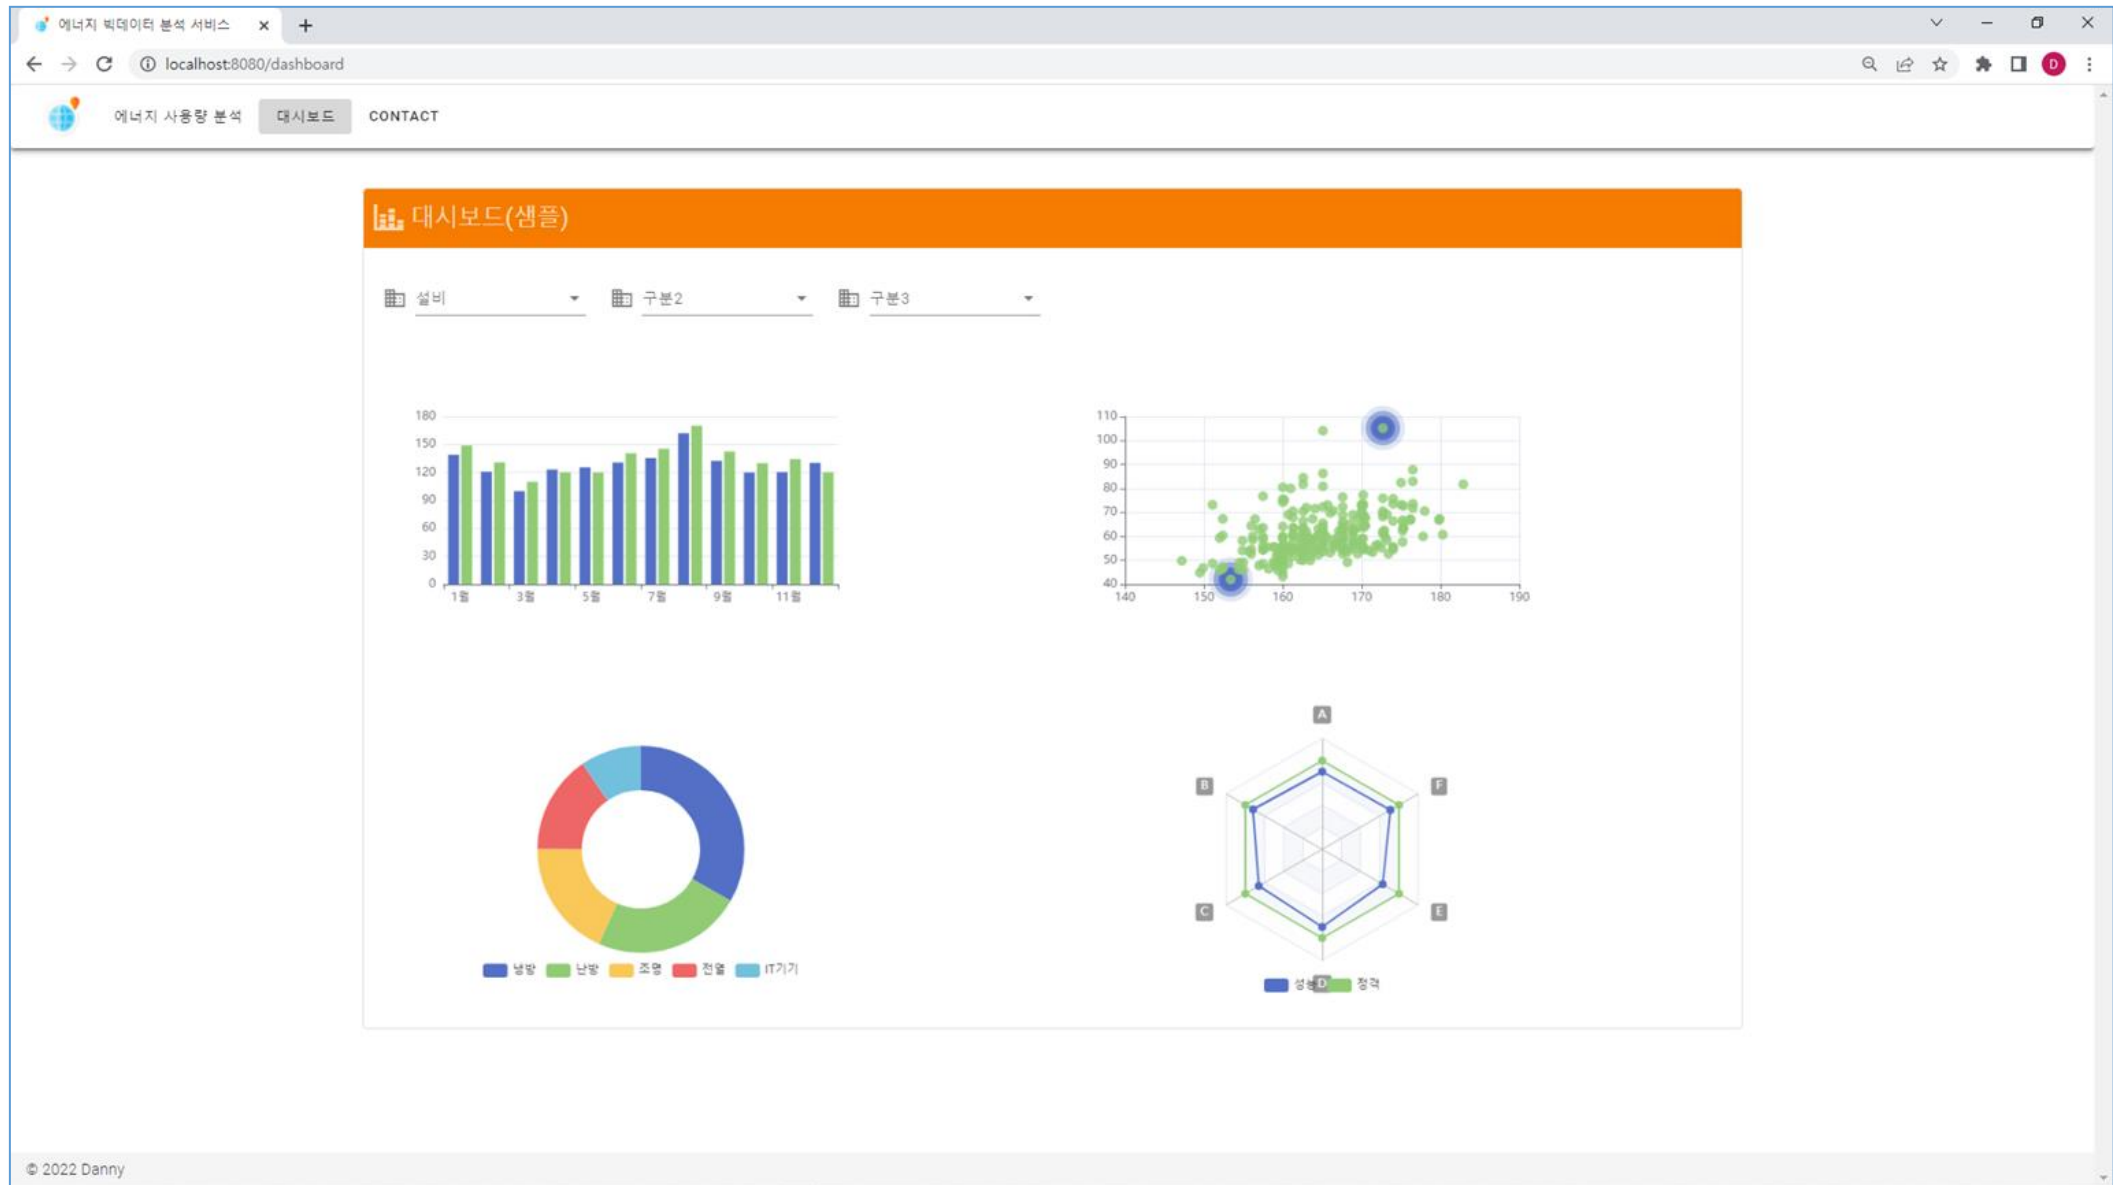 에너지 빅데이터 분석 서비스
localhost:8080/dashboard
D
에너지 사용량 분석 대시보드 CONTACT
대시보드(샘플)
설비 구분2 구분3
180
150
120
90
60
30
0
1월 3월 5월 7월 9월 11월
110
100
90
80
70
60
50
40
140 150 160 170 180 190
냉방 난방 조명 전열 IT기기
A
B F
C E
D
성능 정격
© 2022 Danny